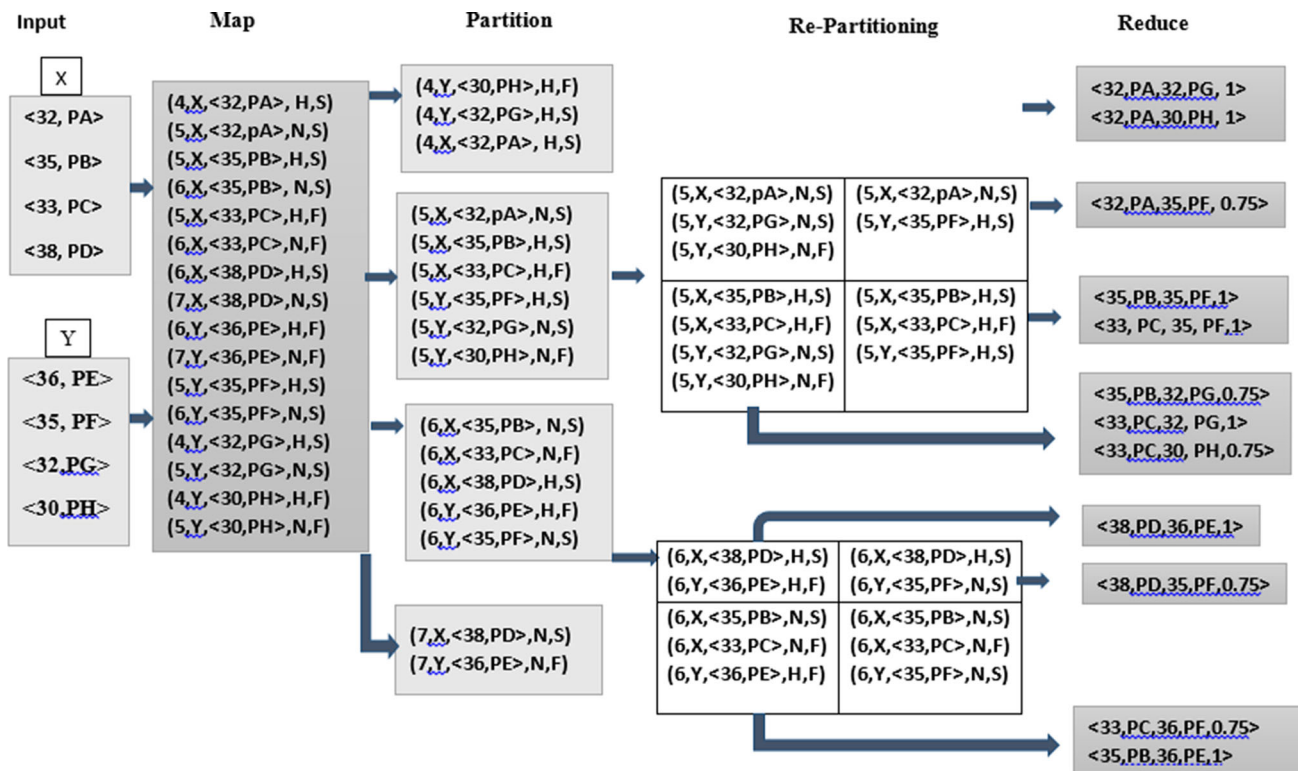 Input
Map
Partition
Re-Partitioning
Reduce
X
<32, PA>
<35, PB>
<33, PC>
<38, PD>
Y
<36, PE>
<35, PF>
<32,PG>
<30,PH>
(4,X,<32,PA>, H,S)
(5,X,<32,pA>,N,S)
(5,X,<35,PB>,H,S)
(6,X,<35,PB>, N,S)
(5,X,<33,PC>,H,F)
(6,X,<33,PC>,N,F)
(6,X,<38,PD>,H,S)
(7,X,<38,PD>,N,S)
(6,Y,<36,PE>,H,F)
(7,Y,<36,PE>,N,F)
(5,Y,<35,PF>,H,S)
(6,Y,<35,PF>,N,S)
(4,Y,<32,PG>,H,S)
(5,Y,<32,PG>,N,S)
(4,Y,<30,PH>,H,F)
(5,Y,<30,PH>,N,F)
(4,Y,<30,PH>,H,F)
(4,Y,<32,PG>,H,S)
(4,X,<32,PA>, H,S)
(5,X,<32,pA>,N,S)
(5,X,<35,PB>,H,S)
(5,X,<33,PC>,H,F)
(5,Y,<35,PF>,H,S)
(5,Y,<32,PG>,N,S)
(5,Y,<30,PH>,N,F)
(6,X,<35,PB>, N,S)
(6,X,<33,PC>,N,F)
(6,X,<38,PD>,H,S)
(6,Y,<36,PE>,H,F)
(6,Y,<35,PF>,N,S)
(7,X,<38,PD>,N,S)
(7,Y,<36,PE>,N,F)
(5,X,<32,pA>,N,S)
(5,Y,<32,PG>,N,S)
(5,Y,<30,PH>,N,F)
(5,X,<32,pA>,N,S)
(5,Y,<35,PF>,H,S)
(5,X,<35,PB>,H,S)
(5,X,<33,PC>,H,F)
(5,Y,<32,PG>,N,S)
(5,Y,<30,PH>,N,F)
(5,X,<35,PB>,H,S)
(5,X,<33,PC>,H,F)
(5,Y,<35,PF>,H,S)
(6,X,<38,PD>,H,S)
(6,Y,<36,PE>,H,F)
(6,X,<38,PD>,H,S)
(6,Y,<35,PF>,N,S)
(6,X,<35,PB>,N,S)
(6,X,<33,PC>,N,F)
(6,Y,<36,PE>,H,F)
(6,X,<35,PB>,N,S)
(6,X,<33,PC>,N,F)
(6,Y,<35,PF>,N,S)
<32,PA,32,PG, 1>
<32,PA,30,PH, 1>
<32,PA,35,PF, 0.75>
<35,PB,35,PF,1>
<33, PC, 35, PF,1>
<35,PB,32,PG,0.75>
<33,PC,32, PG,1>
<33,PC,30, PH,0.75>
<38,PD,36,PE,1>
<38,PD,35,PF,0.75>
<33,PC,36,PF,0.75>
<35,PB,36,PE,1>